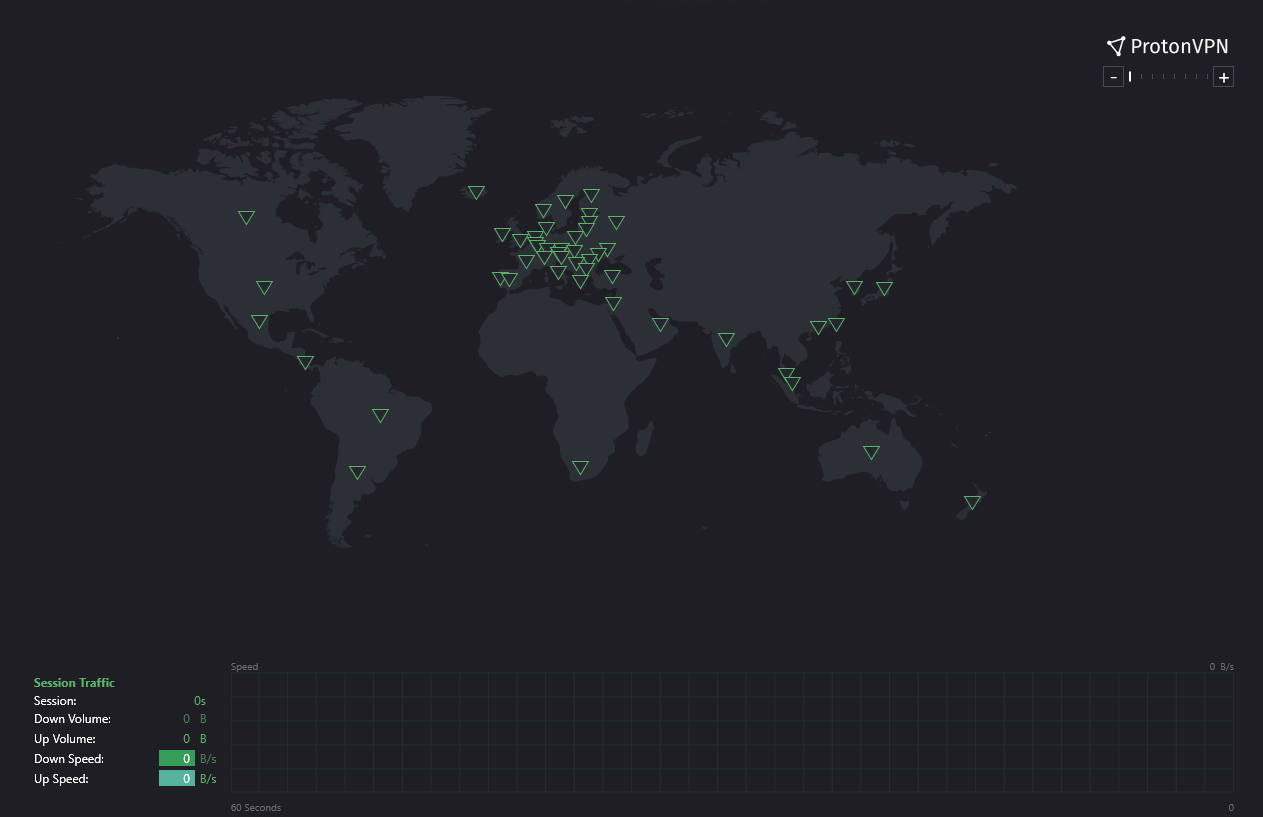 ProtonVPN
- +
Speed 0 B/s
Session Traffic
Session: 0s
Down Volume: 0 B
Up Volume: 0 B
Down Speed: 0 B/s
Up Speed: 0 B/s
60 Seconds 0